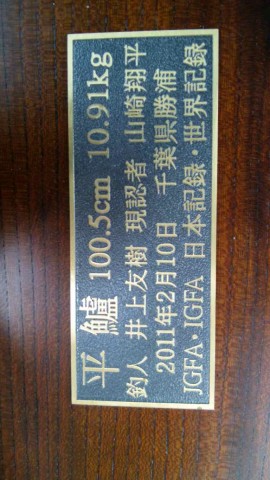 平 鱸 100.5cm 10.91kg
釣人 井上友樹 現認者 山崎翔平
2011年2月10日 千葉県勝浦
JGFA・IGFA 日本記録・世界記録